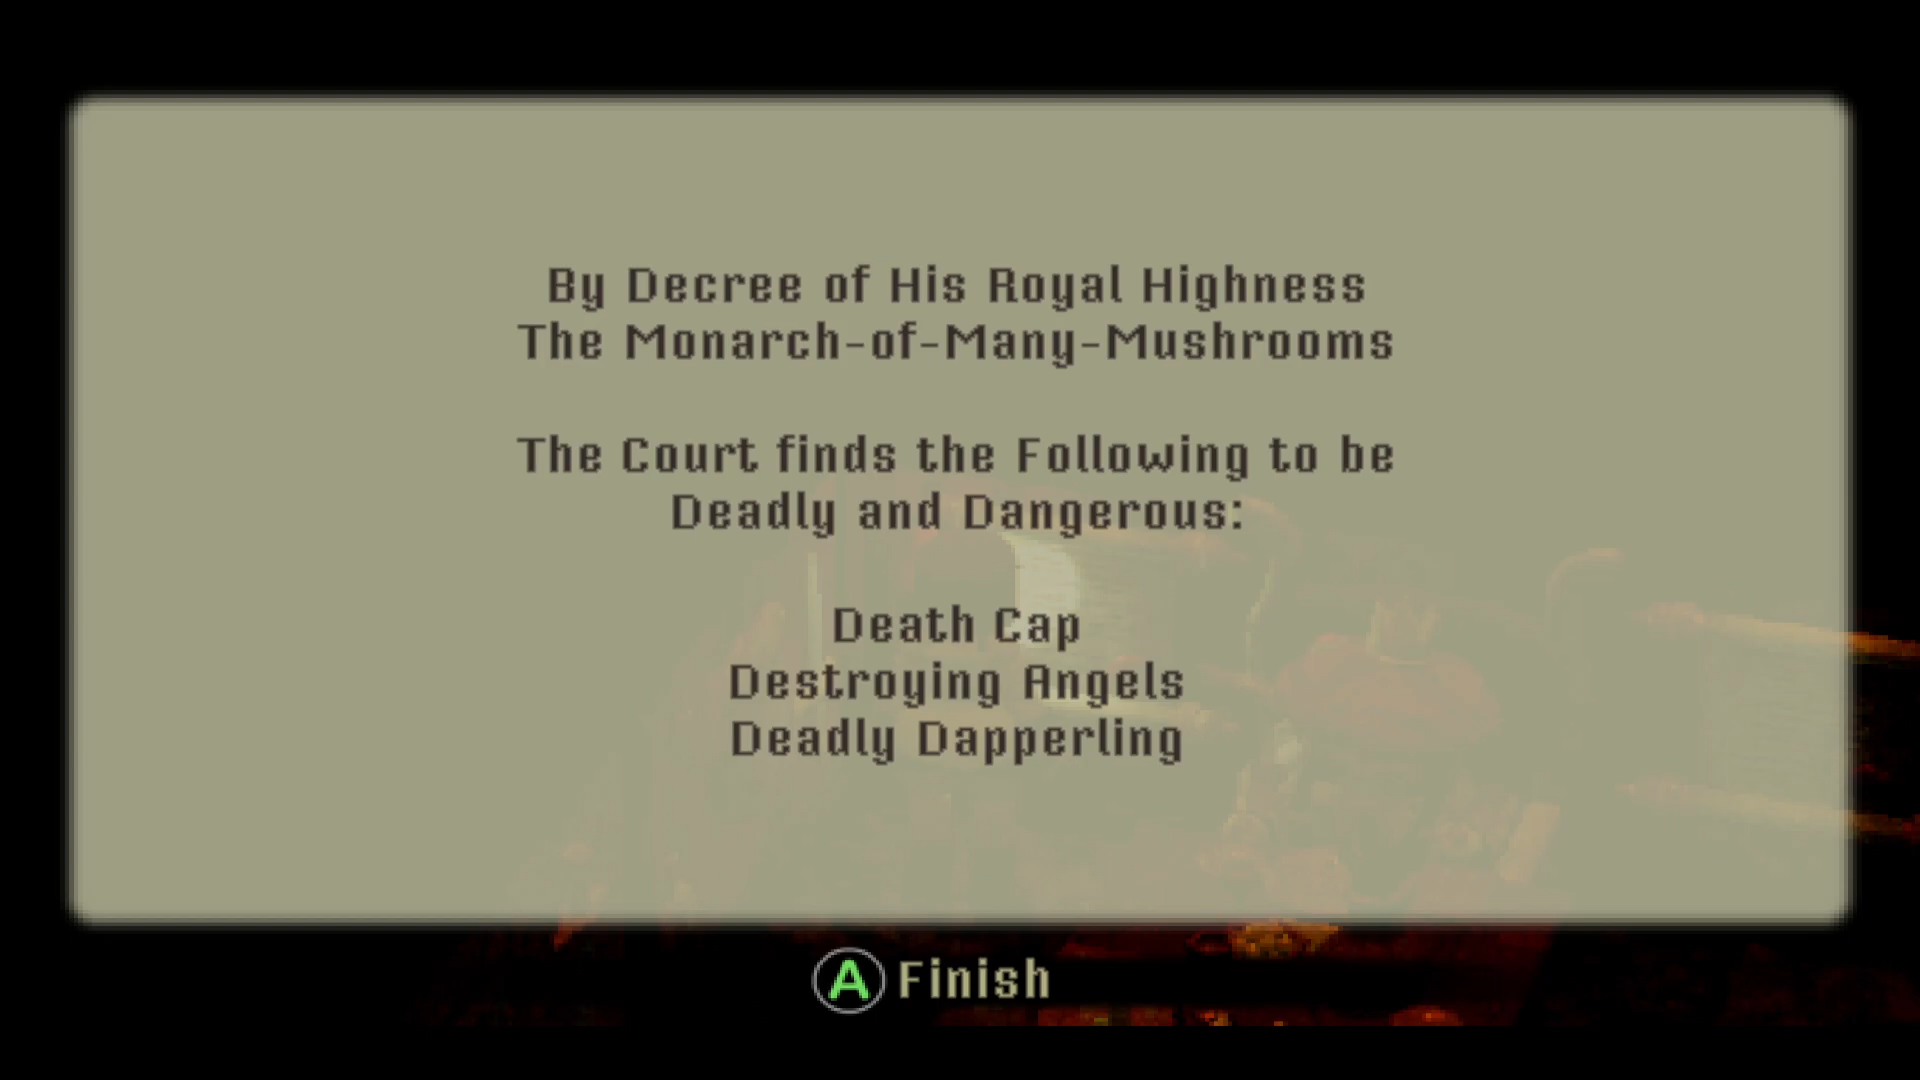 By Decree of His Royal Highness
The Monarch-of-Many-Mushrooms
The Court finds the Following to be
Deadly and Dangerous:
Death Cap
Destroying Angels
Deadly Dapperling
A Finish